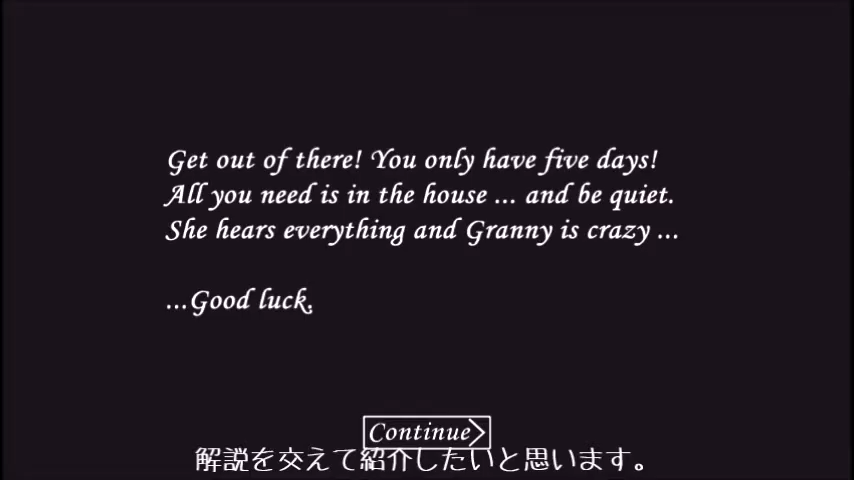 Get out of there! You only have five days!
All you need is in the house ... and be quiet.
She hears everything and Granny is crazy ...
...Good luck.
Continue>
解説を交えて紹介したいと思います。